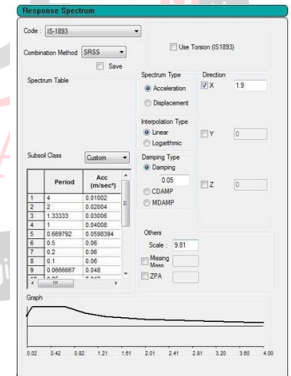 Response Spectrum
Code : IS-1893
Combination Method SRSS
Use Torsion (IS1893)
Save
Spectrum Table
Spectrum Type
Acceleration
Displacement
Direction
X 1.9
Interpolation Type
Linear
Logarithmic
Y 0
Subsoil Class Custom
Damping Type
Damping
0.05
CDAMP
MDAMP
Z 0
Period Acc (m/sec²)
1 4 0.01002
2 2 0.02004
3 1.33333 0.03006
4 1 0.04008
5 0.669792 0.0598394
6 0.5 0.06
7 0.2 0.06
8 0.1 0.06
9 0.0666667 0.048
Others
Scale : 9.81
Missing Mass
ZPA
Graph
0.02 0.42 0.82 1.21 1.61 2.01 2.41 2.81 3.20 3.60 4.00